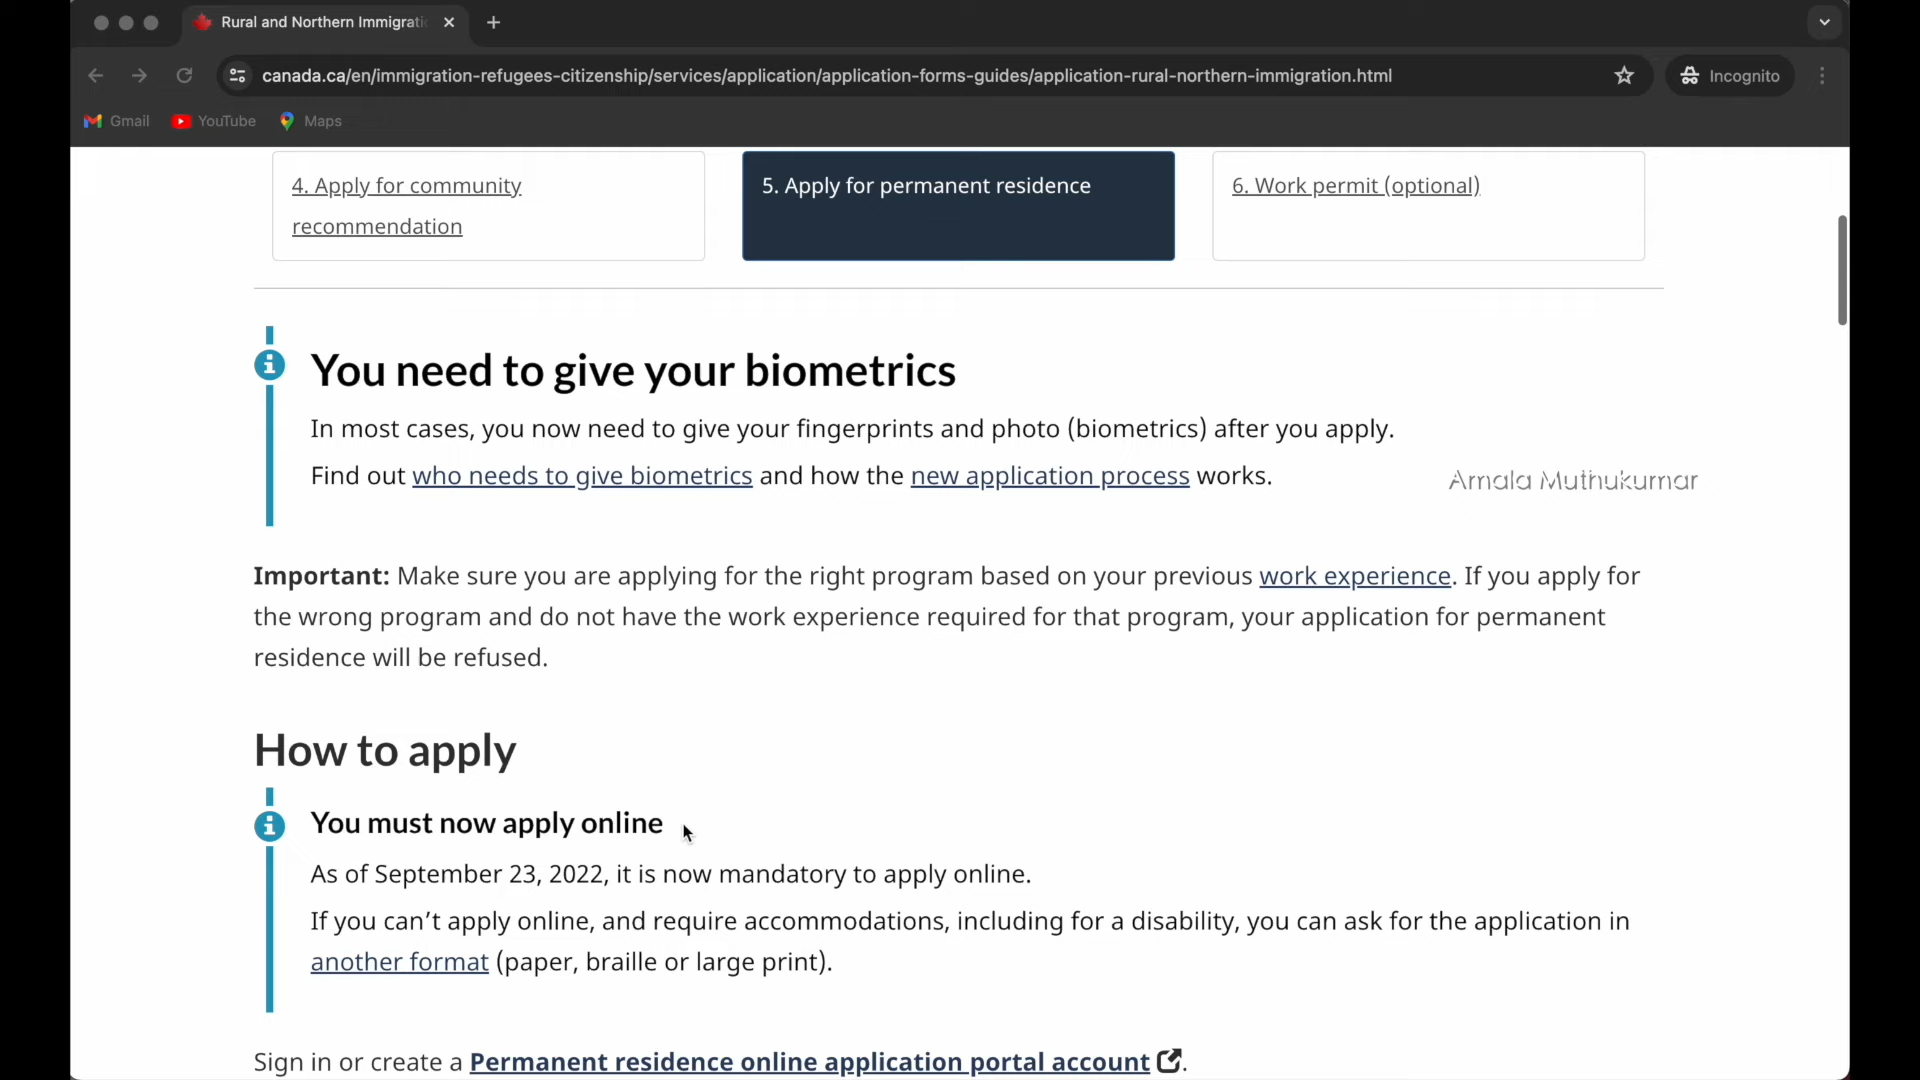 Rural and Northern Immigrati
canada.ca/en/immigration-refugees-citizenship/services/application/application-forms-guides/application-rural-northern-immigration.html
Incognito
Gmail
YouTube
Maps
4. Apply for community
recommendation
5. Apply for permanent residence
6. Work permit (optional)
You need to give your biometrics
In most cases, you now need to give your fingerprints and photo (biometrics) after you apply.
Find out who needs to give biometrics and how the new application process works.
Amala Muthukumar
Important: Make sure you are applying for the right program based on your previous work experience. If you apply for
the wrong program and do not have the work experience required for that program, your application for permanent
residence will be refused.
How to apply
You must now apply online
As of September 23, 2022, it is now mandatory to apply online.
If you can’t apply online, and require accommodations, including for a disability, you can ask for the application in
another format (paper, braille or large print).
Sign in or create a Permanent residence online application portal account.